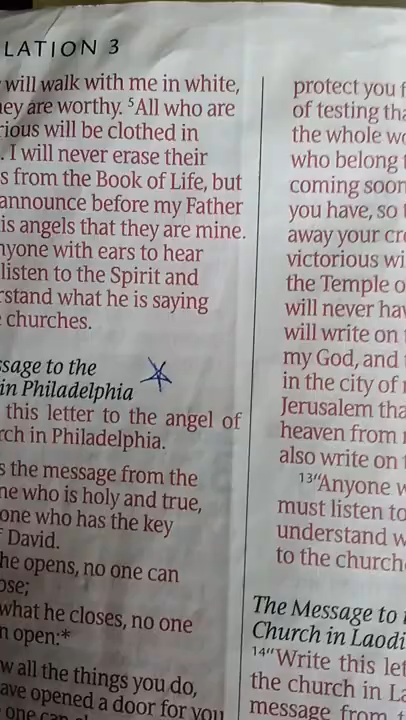 LATION 3
will walk with me in white,
ey are worthy. ⁵All who are
rious will be clothed in
. I will never erase their
s from the Book of Life, but
announce before my Father
is angels that they are mine.
nyone with ears to hear
listen to the Spirit and
rstand what he is saying
churches.
ssage to the
in Philadelphia
this letter to the angel of
rch in Philadelphia.
s the message from the
ne who is holy and true,
one who has the key
David.
he opens, no one can
ose;
what he closes, no one
n open:*
w all the things you do,
ave opened a door for you
one can
protect you f
of testing tha
the whole wo
who belong t
coming soon
you have, so t
away your cro
victorious wi
the Temple o
will never hav
will write on
my God, and
in the city of
Jerusalem tha
heaven from
also write on
¹³"Anyone w
must listen to
understand w
to the church
The Message to
Church in Laodi
¹⁴"Write this let
the church in La
message from t